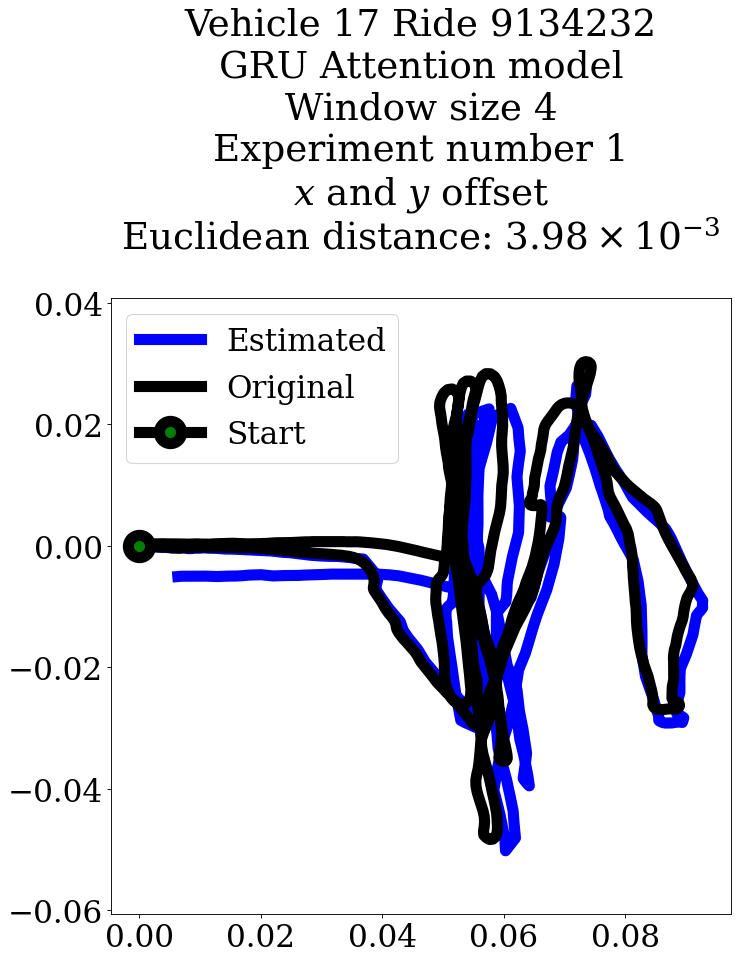 Vehicle 17 Ride 9134232
GRU Attention model
Window size 4
Experiment number 1
x and y offset
Euclidean distance: 3.98 × 10⁻³
0.04
0.02
0.00
−0.02
−0.04
−0.06
Estimated
Original
Start
0.00 0.02 0.04 0.06 0.08